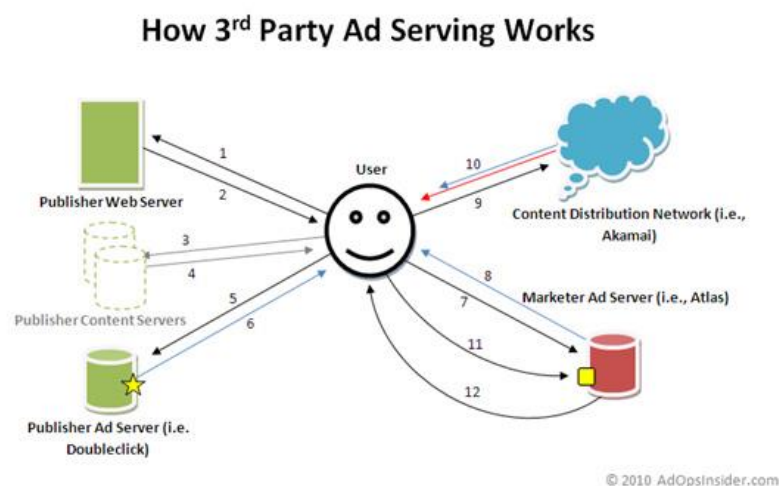 How 3rd Party Ad Serving Works
User
1
2
Publisher Web Server
10
9
Content Distribution Network (i.e.,
Akamai)
3
4
Publisher Content Servers
8
7
Marketer Ad Server (i.e., Atlas)
5
6
11
12
Publisher Ad Server (i.e.
Doubleclick)
© 2010 AdOpsInsider.com